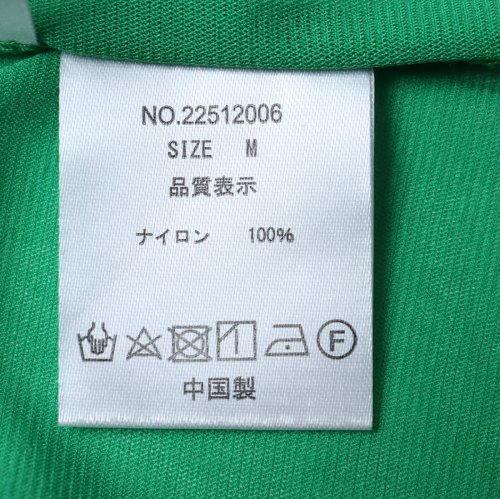 NO.22512006
SIZE M
品質表示
ナイロン 100%
F
中国製